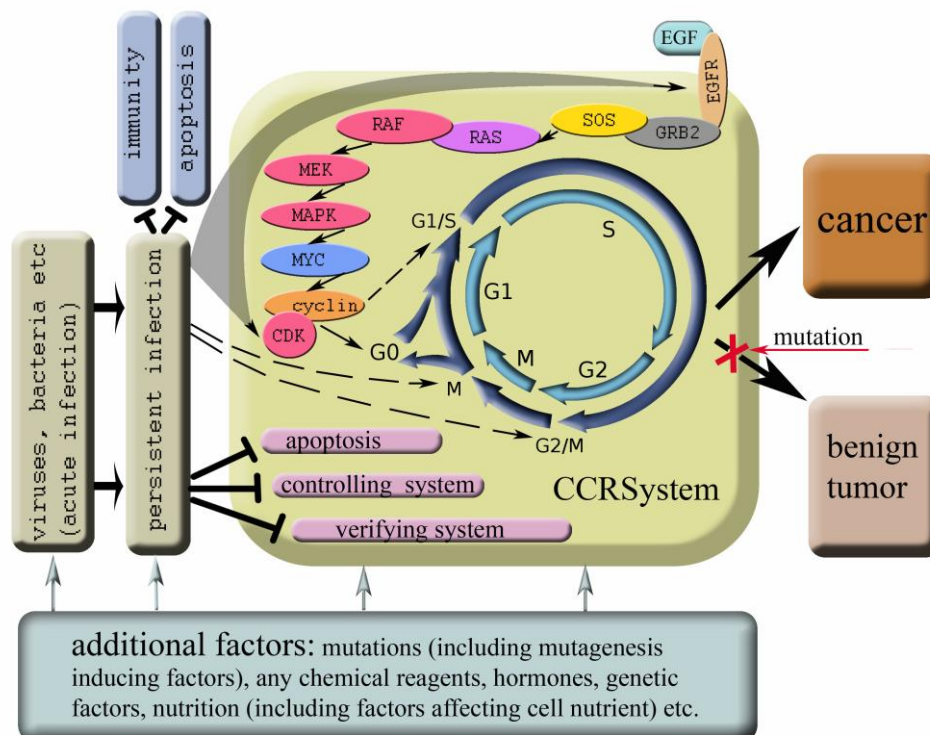 immunity
apoptosis
EGF
EGFR
GRB2
SOS
RAS
RAF
MEK
MAPK
MYC
cyclin
CDK
G1/S
S
G1
G0
M
M
G2
G2/M
viruses, bacteria etc
(acute infection)
persistent infection
apoptosis
controlling system
verifying system
CCRSystem
cancer
mutation
benign
tumor
additional factors: mutations (including mutagenesis
inducing factors), any chemical reagents, hormones, genetic
factors, nutrition (including factors affecting cell nutrient) etc.